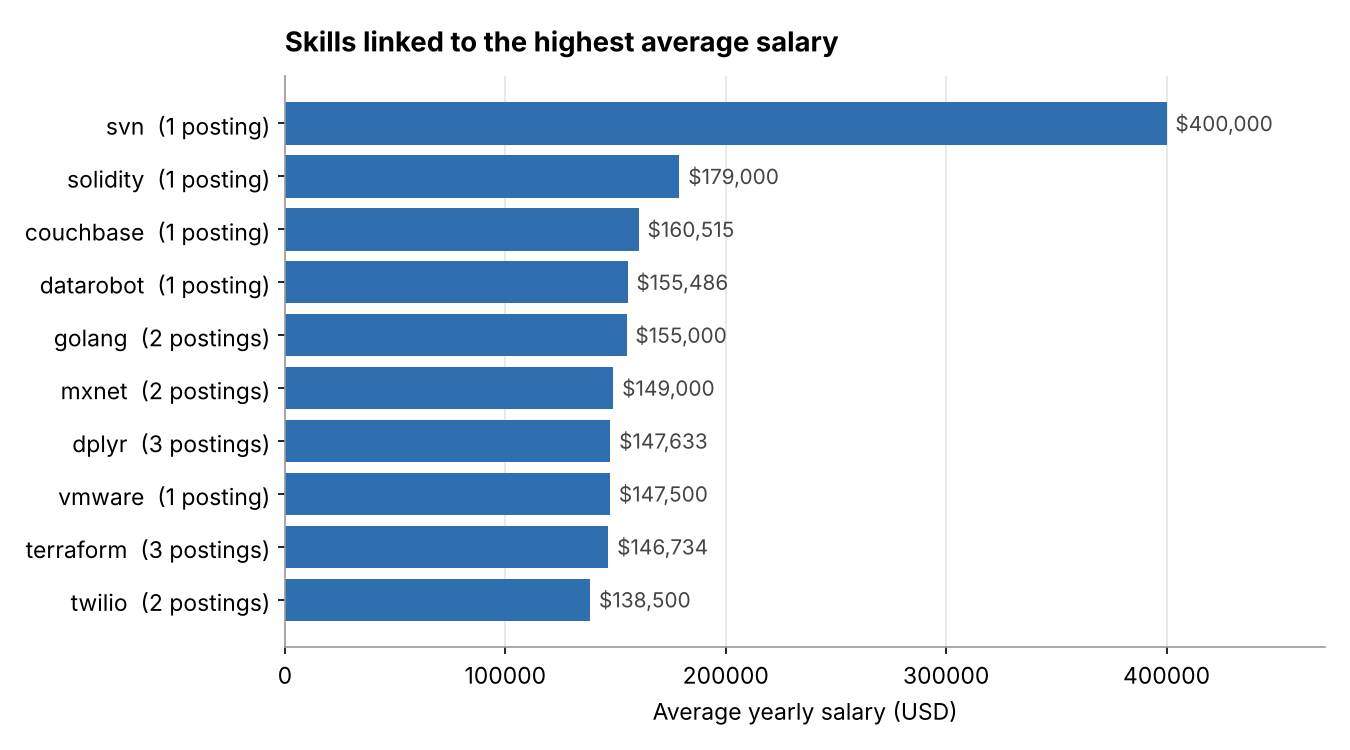 Skills linked to the highest average salary
svn (1 posting) $400,000
solidity (1 posting) $179,000
couchbase (1 posting) $160,515
datarobot (1 posting) $155,486
golang (2 postings) $155,000
mxnet (2 postings) $149,000
dplyr (3 postings) $147,633
vmware (1 posting) $147,500
terraform (3 postings) $146,734
twilio (2 postings) $138,500
0 100000 200000 300000 400000
Average yearly salary (USD)